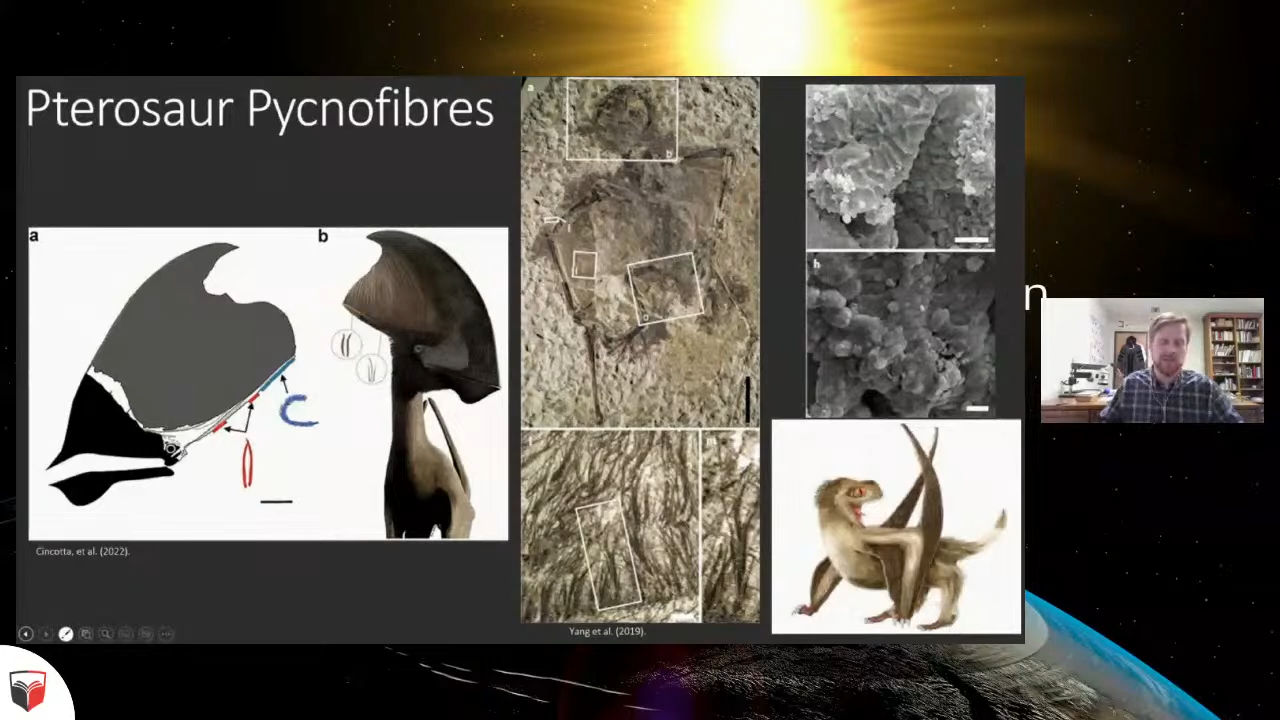 Pterosaur Pycnofibres
a
b
Cincotta, et al. (2022).
a
b
Yang et al. (2019).
h
n